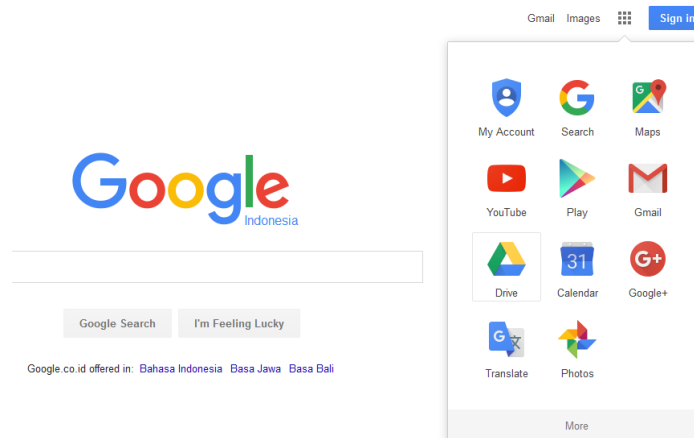 Gmail Images Sign in
My Account Search Maps
YouTube Play Gmail
31 G+
Drive Calendar Google+
G 文
Translate Photos
More
Google
Indonesia
Google Search I'm Feeling Lucky
Google.co.id offered in: Bahasa Indonesia Basa Jawa Basa Bali